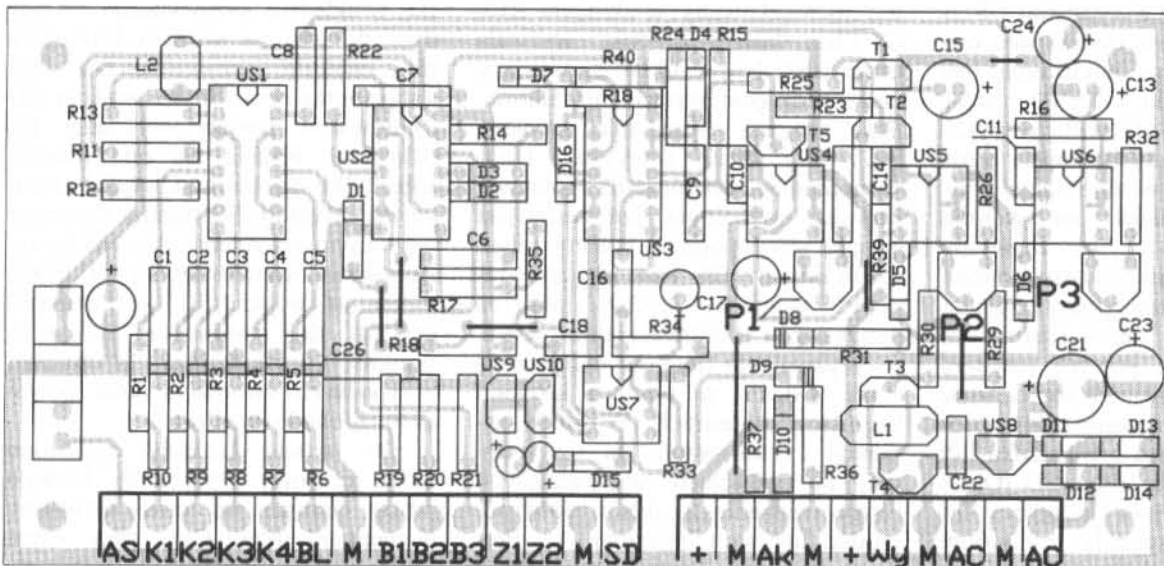 R24 D4 R15
C24
C8
R22
L2
US1
C7
D7
R40
T1
C15
R25
C13
R13
R18
R23
T2
R16
R14
T5
C11
R32
R11
US2
D16
US4
US5
US6
R12
D1
D3
D2
C9
C10
C14
R26
C1 C2 C3 C4 C5
C6
R35
US3
R39
D5
D6
P3
C16
R17
C17
P1
P2
R18
C18
R34
D8
R30
R29
C23
R31
C26
US9 US10
D9
T3
C21
R1 R2 R3 R4 R5
US7
R37
D10
L1
US8
D11
D13
R10 R9 R8 R7 R6
R19 R20 R21
D15
R33
R36
T4
C22
D12
D14
AS K1 K2 K3 K4 BL M B1 B2 B3 Z1 Z2 M SD
+ M AK M + Wy M AC M AC